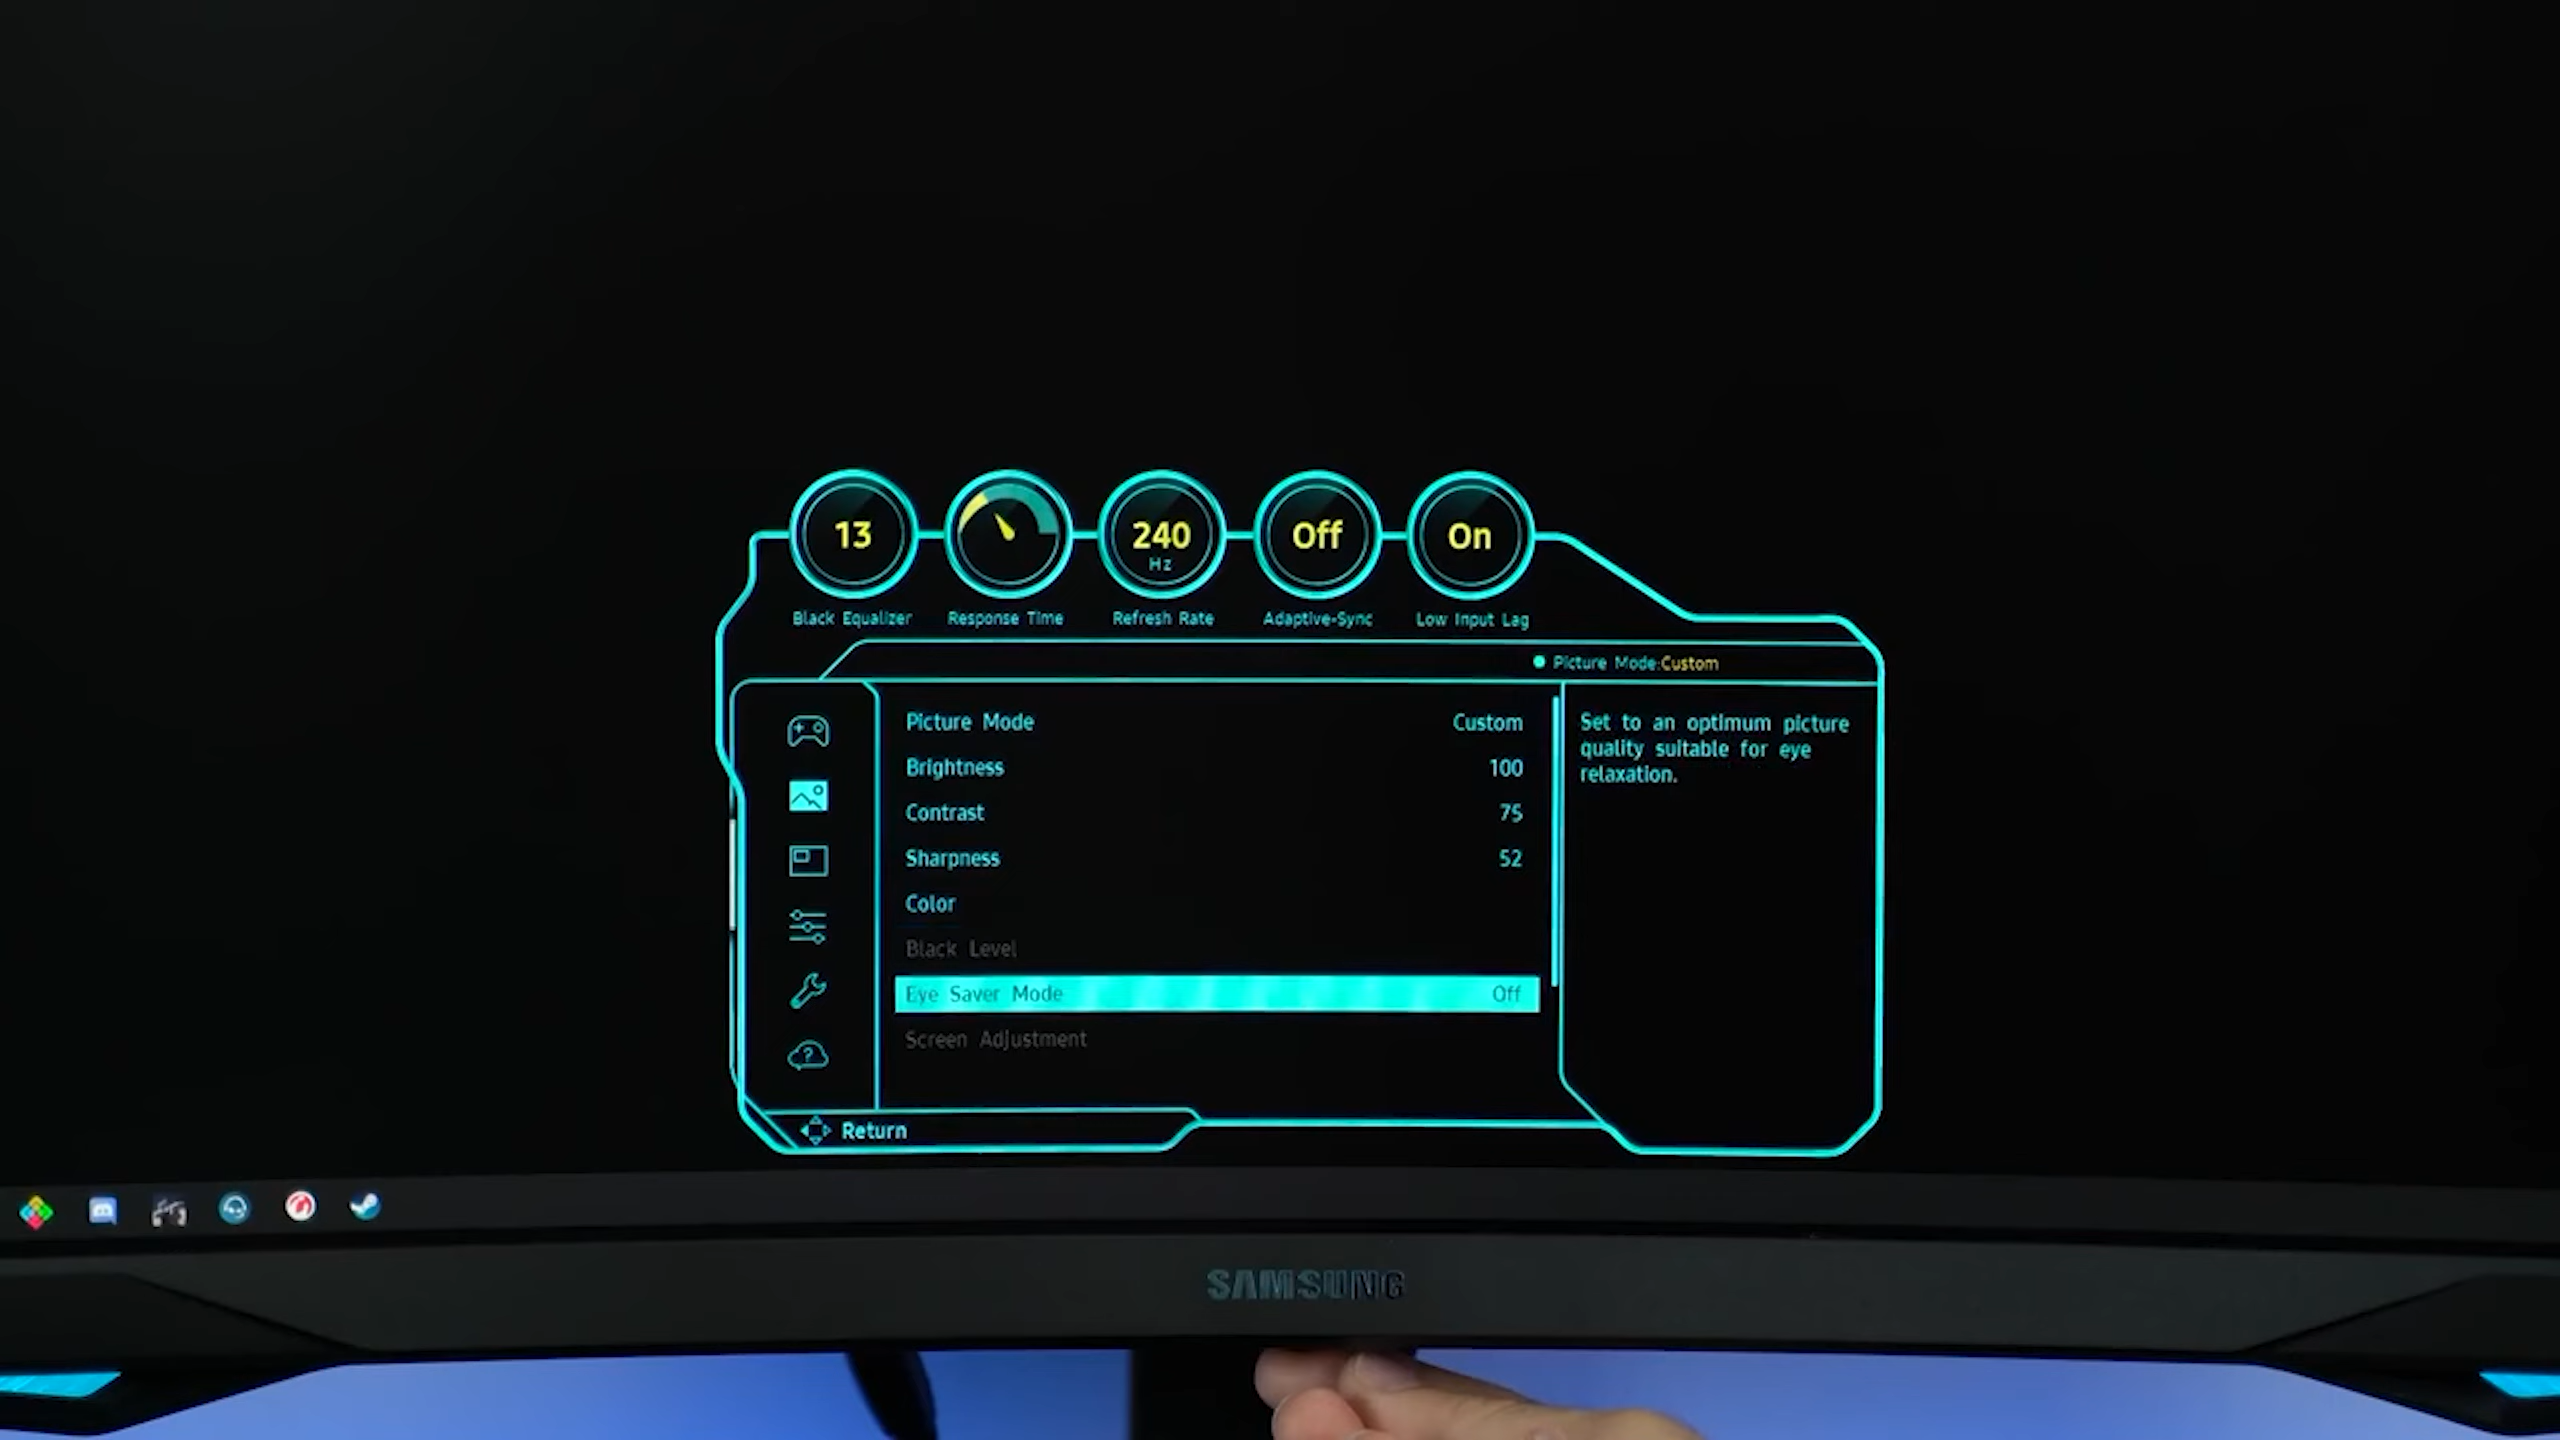 13
240
Hz
Off
On
Black Equalizer
Response Time
Refresh Rate
Adaptive-Sync
Low Input Lag
Picture Mode:Custom
Picture Mode Custom
Brightness 100
Contrast 75
Sharpness 52
Color
Black Level
Eye Saver Mode Off
Screen Adjustment
Set to an optimum picture
quality suitable for eye
relaxation.
Return
SAMSUNG